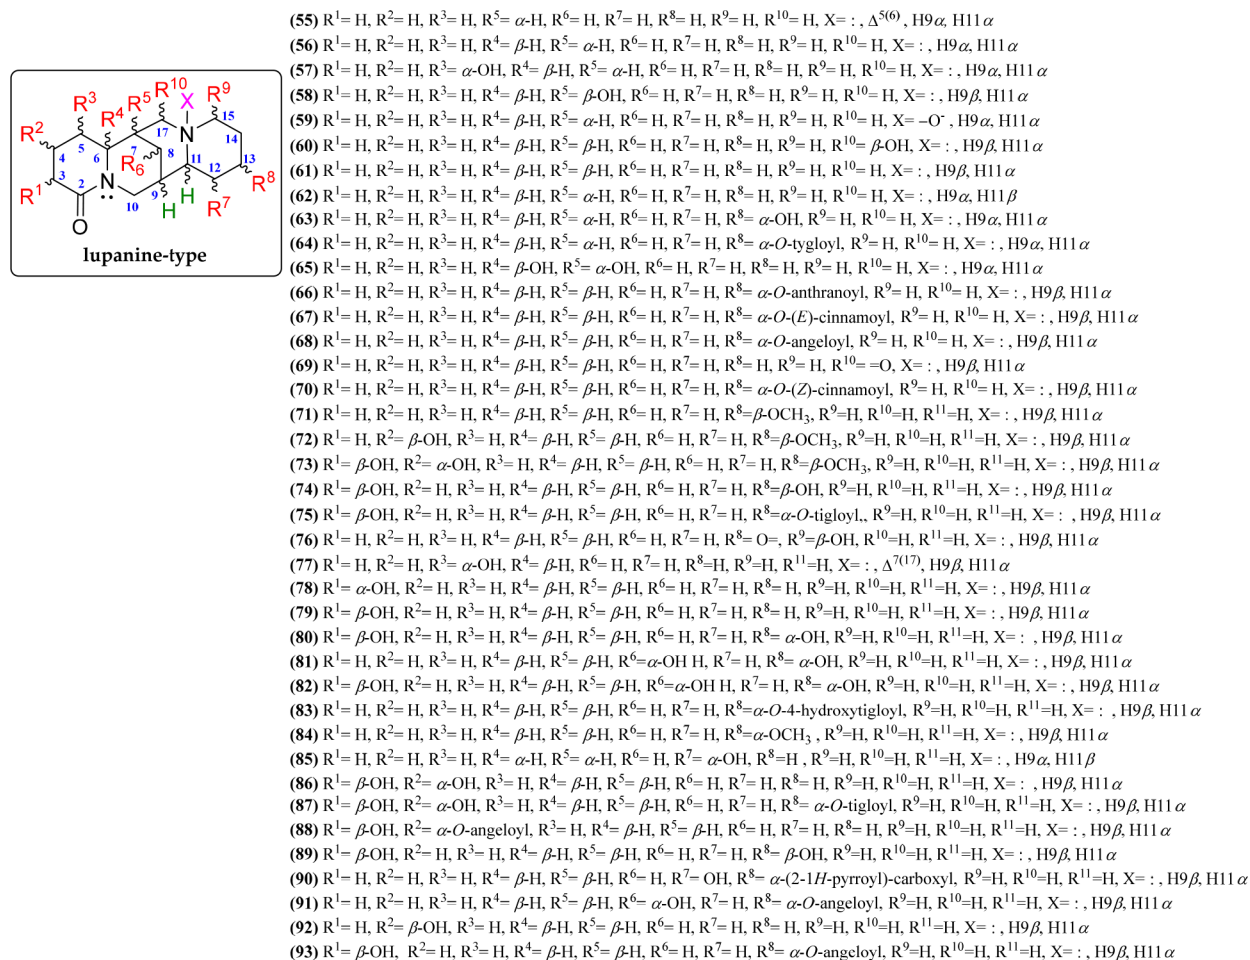 R¹
R²
R³
R⁴
R⁵
R⁶
R⁷
R⁸
R⁹
R¹⁰
X
N
N
O
H
H
2
3
4
5
6
7
8
9
10
11
12
13
14
15
17
lupanine-type
(55) R¹= H, R²= H, R³= H, R⁵= α-H, R⁶= H, R⁷= H, R⁸= H, R⁹= H, R¹⁰= H, X= : , Δ⁵⁽⁶⁾, H9α, H11α
(56) R¹= H, R²= H, R³= H, R⁴= β-H, R⁵= α-H, R⁶= H, R⁷= H, R⁸= H, R⁹= H, R¹⁰= H, X= : , H9α, H11α
(57) R¹= H, R²= H, R³= α-OH, R⁴= β-H, R⁵= α-H, R⁶= H, R⁷= H, R⁸= H, R⁹= H, R¹⁰= H, X= : , H9α, H11α
(58) R¹= H, R²= H, R³= H, R⁴= β-H, R⁵= β-OH, R⁶= H, R⁷= H, R⁸= H, R⁹= H, R¹⁰= H, X= : , H9β, H11α
(59) R¹= H, R²= H, R³= H, R⁴= β-H, R⁵= α-H, R⁶= H, R⁷= H, R⁸= H, R⁹= H, R¹⁰= H, X= –O⁻, H9α, H11α
(60) R¹= H, R²= H, R³= H, R⁴= β-H, R⁵= α-H, R⁶= H, R⁷= H, R⁸= H, R⁹= H, R¹⁰= β-OH, X= : , H9β, H11α
(61) R¹= H, R²= H, R³= H, R⁴= β-H, R⁵= β-H, R⁶= H, R⁷= H, R⁸= H, R⁹= H, R¹⁰= H, X= : , H9β, H11α
(62) R¹= H, R²= H, R³= H, R⁴= β-H, R⁵= α-H, R⁶= H, R⁷= H, R⁸= H, R⁹= H, R¹⁰= H, X= : , H9α, H11β
(63) R¹= H, R²= H, R³= H, R⁴= β-H, R⁵= α-H, R⁶= H, R⁷= H, R⁸= α-OH, R⁹= H, R¹⁰= H, X= : , H9α, H11α
(64) R¹= H, R²= H, R³= H, R⁴= β-H, R⁵= α-H, R⁶= H, R⁷= H, R⁸= α-O-tygloyl, R⁹= H, R¹⁰= H, X= : , H9α, H11α
(65) R¹= H, R²= H, R³= H, R⁴= β-OH, R⁵= α-OH, R⁶= H, R⁷= H, R⁸= H, R⁹= H, R¹⁰= H, X= : , H9α, H11α
(66) R¹= H, R²= H, R³= H, R⁴= β-H, R⁵= β-H, R⁶= H, R⁷= H, R⁸= α-O-anthranoyl, R⁹= H, R¹⁰= H, X= : , H9β, H11α
(67) R¹= H, R²= H, R³= H, R⁴= β-H, R⁵= β-H, R⁶= H, R⁷= H, R⁸= α-O-(E)-cinnamoyl, R⁹= H, R¹⁰= H, X= : , H9β, H11α
(68) R¹= H, R²= H, R³= H, R⁴= β-H, R⁵= β-H, R⁶= H, R⁷= H, R⁸= α-O-angeloyl, R⁹= H, R¹⁰= H, X= : , H9β, H11α
(69) R¹= H, R²= H, R³= H, R⁴= β-H, R⁵= β-H, R⁶= H, R⁷= H, R⁸= H, R⁹= H, R¹⁰= =O, X= : , H9β, H11α
(70) R¹= H, R²= H, R³= H, R⁴= β-H, R⁵= β-H, R⁶= H, R⁷= H, R⁸= α-O-(Z)-cinnamoyl, R⁹= H, R¹⁰= H, X= : , H9β, H11α
(71) R¹= H, R²= H, R³= H, R⁴= β-H, R⁵= β-H, R⁶= H, R⁷= H, R⁸=β-OCH₃, R⁹=H, R¹⁰=H, R¹¹=H, X= : , H9β, H11α
(72) R¹= H, R²= β-OH, R³= H, R⁴= β-H, R⁵= β-H, R⁶= H, R⁷= H, R⁸=β-OCH₃, R⁹=H, R¹⁰=H, R¹¹=H, X= : , H9β, H11α
(73) R¹= β-OH, R²= α-OH, R³= H, R⁴= β-H, R⁵= β-H, R⁶= H, R⁷= H, R⁸=β-OCH₃, R⁹=H, R¹⁰=H, R¹¹=H, X= : , H9β, H11α
(74) R¹= β-OH, R²= H, R³= H, R⁴= β-H, R⁵= β-H, R⁶= H, R⁷= H, R⁸=β-OH, R⁹=H, R¹⁰=H, R¹¹=H, X= : , H9β, H11α
(75) R¹= β-OH, R²= H, R³= H, R⁴= β-H, R⁵= β-H, R⁶= H, R⁷= H, R⁸=α-O-tigloyl,, R⁹=H, R¹⁰=H, R¹¹=H, X= : , H9β, H11α
(76) R¹= H, R²= H, R³= H, R⁴= β-H, R⁵= β-H, R⁶= H, R⁷= H, R⁸= O=, R⁹=β-OH, R¹⁰=H, R¹¹=H, X= : , H9β, H11α
(77) R¹= H, R²= H, R³= α-OH, R⁴= β-H, R⁶= H, R⁷= H, R⁸=H, R⁹=H, R¹¹=H, X= : , Δ⁷⁽¹⁷⁾, H9β, H11α
(78) R¹= α-OH, R²= H, R³= H, R⁴= β-H, R⁵= β-H, R⁶= H, R⁷= H, R⁸= H, R⁹=H, R¹⁰=H, R¹¹=H, X= : , H9β, H11α
(79) R¹= β-OH, R²= H, R³= H, R⁴= β-H, R⁵= β-H, R⁶= H, R⁷= H, R⁸= H, R⁹=H, R¹⁰=H, R¹¹=H, X= : , H9β, H11α
(80) R¹= β-OH, R²= H, R³= H, R⁴= β-H, R⁵= β-H, R⁶= H, R⁷= H, R⁸= α-OH, R⁹=H, R¹⁰=H, R¹¹=H, X= : , H9β, H11α
(81) R¹= H, R²= H, R³= H, R⁴= β-H, R⁵= β-H, R⁶=α-OH H, R⁷= H, R⁸= α-OH, R⁹=H, R¹⁰=H, R¹¹=H, X= : , H9β, H11α
(82) R¹= β-OH, R²= H, R³= H, R⁴= β-H, R⁵= β-H, R⁶=α-OH H, R⁷= H, R⁸= α-OH, R⁹=H, R¹⁰=H, R¹¹=H, X= : , H9β, H11α
(83) R¹= H, R²= H, R³= H, R⁴= β-H, R⁵= β-H, R⁶= H, R⁷= H, R⁸=α-O-4-hydroxytigloyl, R⁹=H, R¹⁰=H, R¹¹=H, X= : , H9β, H11α
(84) R¹= H, R²= H, R³= H, R⁴= β-H, R⁵= β-H, R⁶= H, R⁷= H, R⁸=α-OCH₃ , R⁹=H, R¹⁰=H, R¹¹=H, X= : , H9β, H11α
(85) R¹= H, R²= H, R³= H, R⁴= α-H, R⁵= α-H, R⁶= H, R⁷= α-OH, R⁸=H , R⁹=H, R¹⁰=H, R¹¹=H, X= : , H9α, H11β
(86) R¹= β-OH, R²= α-OH, R³= H, R⁴= β-H, R⁵= β-H, R⁶= H, R⁷= H, R⁸= H, R⁹=H, R¹⁰=H, R¹¹=H, X= : , H9β, H11α
(87) R¹= β-OH, R²= α-OH, R³= H, R⁴= β-H, R⁵= β-H, R⁶= H, R⁷= H, R⁸= α-O-tigloyl, R⁹=H, R¹⁰=H, R¹¹=H, X= : , H9β, H11α
(88) R¹= β-OH, R²= α-O-angeloyl, R³= H, R⁴= β-H, R⁵= β-H, R⁶= H, R⁷= H, R⁸= H, R⁹=H, R¹⁰=H, R¹¹=H, X= : , H9β, H11α
(89) R¹= β-OH, R²= H, R³= H, R⁴= β-H, R⁵= β-H, R⁶= H, R⁷= H, R⁸= β-OH, R⁹=H, R¹⁰=H, R¹¹=H, X= : , H9β, H11α
(90) R¹= H, R²= H, R³= H, R⁴= β-H, R⁵= β-H, R⁶= H, R⁷= OH, R⁸= α-(2-1H-pyrroyl)-carboxyl, R⁹=H, R¹⁰=H, R¹¹=H, X= : , H9β, H11α
(91) R¹= H, R²= H, R³= H, R⁴= β-H, R⁵= β-H, R⁶= α-OH, R⁷= H, R⁸= α-O-angeloyl, R⁹=H, R¹⁰=H, R¹¹=H, X= : , H9β, H11α
(92) R¹= H, R²= β-OH, R³= H, R⁴= β-H, R⁵= β-H, R⁶= H, R⁷= H, R⁸= H, R⁹=H, R¹⁰=H, R¹¹=H, X= : , H9β, H11α
(93) R¹= β-OH, R²= H, R³= H, R⁴= β-H, R⁵= β-H, R⁶= H, R⁷= H, R⁸= α-O-angeloyl, R⁹=H, R¹⁰=H, R¹¹=H, X= : , H9β, H11α